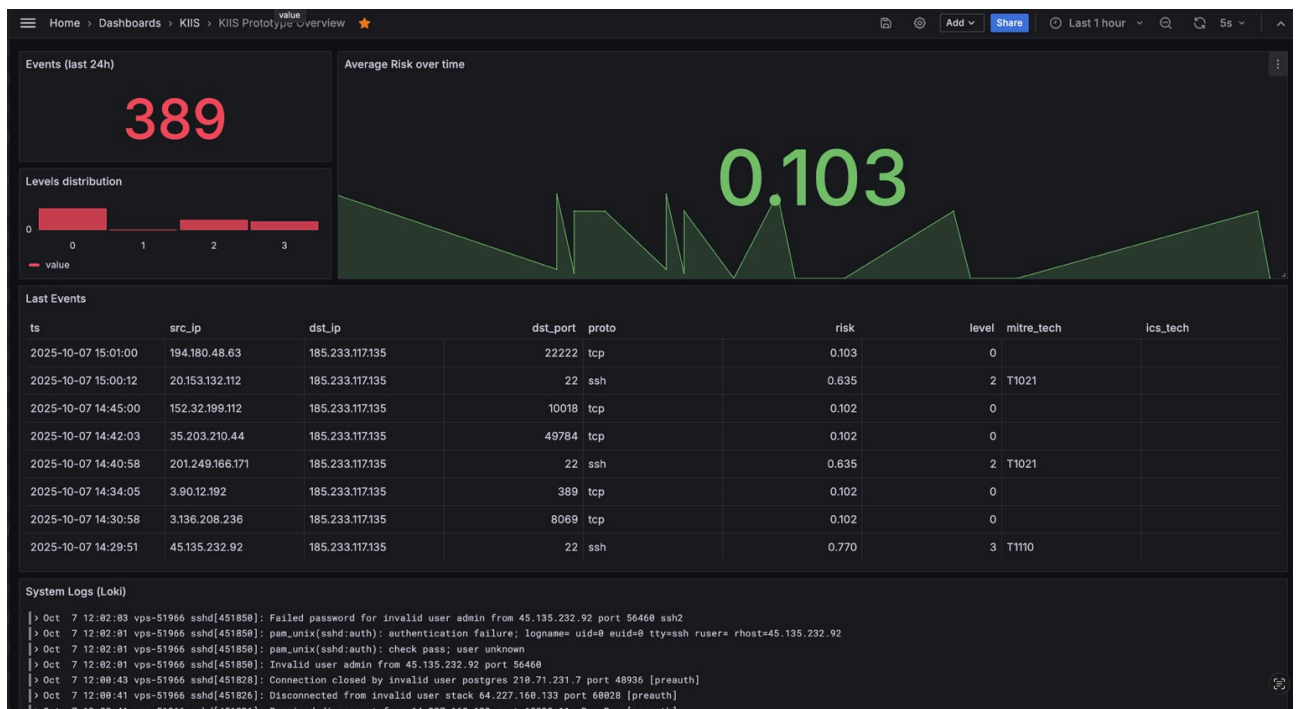 value
Home › Dashboards › KIIS › KIIS Prototype Overview Add Share Last 1 hour 5s
Events (last 24h)
389
Levels distribution
0
0 1 2 3
value
Average Risk over time
0.103
Last Events
ts src_ip dst_ip dst_port proto risk level mitre_tech ics_tech
2025-10-07 15:01:00 194.180.48.63 185.233.117.135 22222 tcp 0.103 0
2025-10-07 15:00:12 20.153.132.112 185.233.117.135 22 ssh 0.635 2 T1021
2025-10-07 14:45:00 152.32.199.112 185.233.117.135 10018 tcp 0.102 0
2025-10-07 14:42:03 35.203.210.44 185.233.117.135 49784 tcp 0.102 0
2025-10-07 14:40:58 201.249.166.171 185.233.117.135 22 ssh 0.635 2 T1021
2025-10-07 14:34:05 3.90.12.192 185.233.117.135 389 tcp 0.102 0
2025-10-07 14:30:58 3.136.208.236 185.233.117.135 8069 tcp 0.102 0
2025-10-07 14:29:51 45.135.232.92 185.233.117.135 22 ssh 0.770 3 T1110
System Logs (Loki)
› Oct 7 12:02:03 vps-51966 sshd[451850]: Failed password for invalid user admin from 45.135.232.92 port 56460 ssh2
› Oct 7 12:02:01 vps-51966 sshd[451850]: pam_unix(sshd:auth): authentication failure; logname= uid=0 euid=0 tty=ssh ruser= rhost=45.135.232.92
› Oct 7 12:02:01 vps-51966 sshd[451850]: pam_unix(sshd:auth): check pass; user unknown
› Oct 7 12:02:01 vps-51966 sshd[451850]: Invalid user admin from 45.135.232.92 port 56460
› Oct 7 12:00:43 vps-51966 sshd[451828]: Connection closed by invalid user postgres 210.71.231.7 port 48936 [preauth]
› Oct 7 12:00:41 vps-51966 sshd[451826]: Disconnected from invalid user stack 64.227.160.133 port 60028 [preauth]